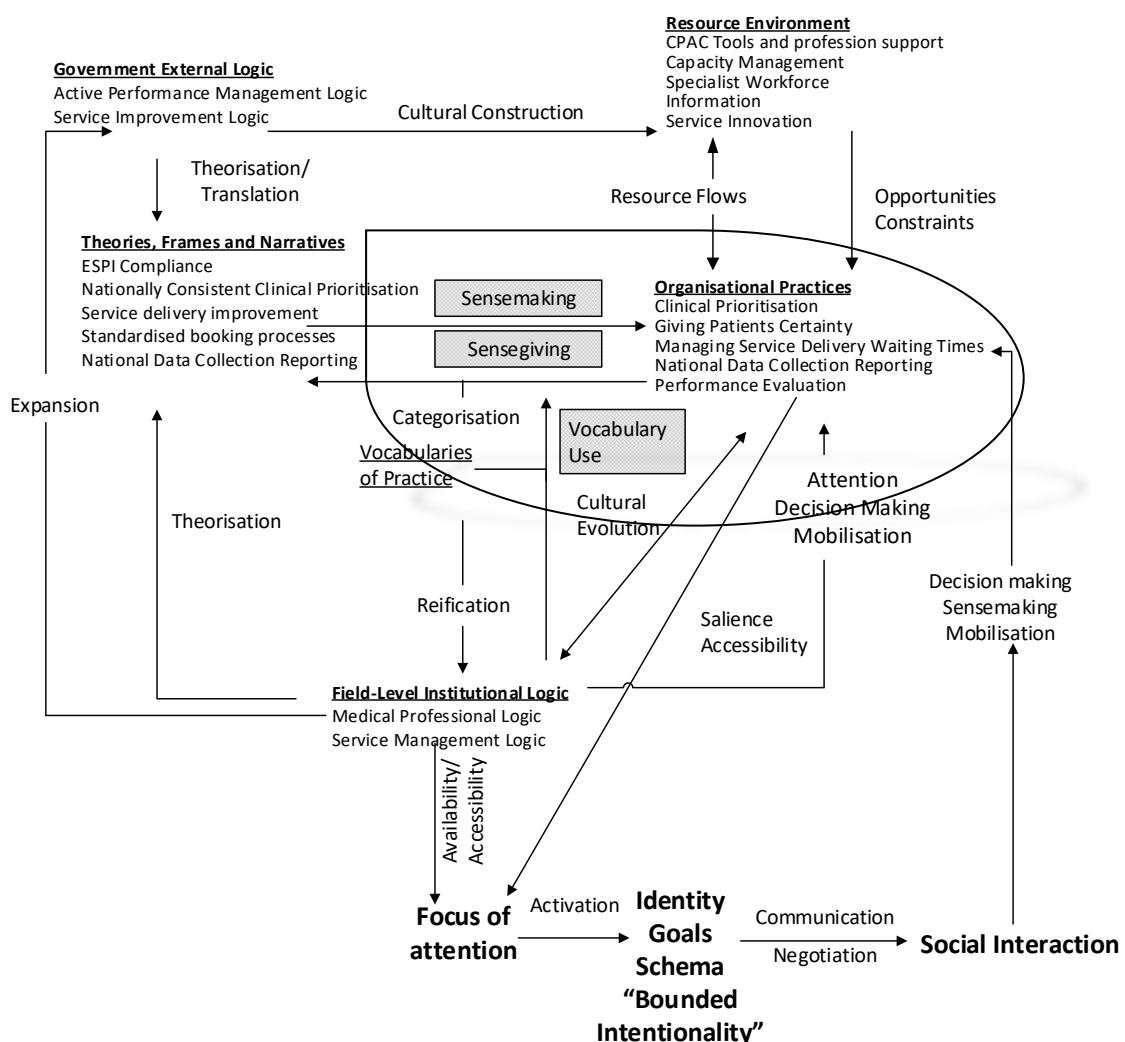 Resource Environment
CPAC Tools and profession support
Capacity Management
Specialist Workforce
Information
Service Innovation
Government External Logic
Active Performance Management Logic
Service Improvement Logic
Cultural Construction
Theorisation/
Translation
Resource Flows
Opportunities
Constraints
Theories, Frames and Narratives
ESPI Compliance
Nationally Consistent Clinical Prioritisation
Service delivery improvement
Standardised booking processes
National Data Collection Reporting
Sensemaking
Sensegiving
Organisational Practices
Clinical Prioritisation
Giving Patients Certainty
Managing Service Delivery Waiting Times
National Data Collection Reporting
Performance Evaluation
Expansion
Categorisation
Vocabularies
of Practice
Vocabulary
Use
Cultural
Evolution
Attention
Decision Making
Mobilisation
Theorisation
Reification
Salience
Accessibility
Decision making
Sensemaking
Mobilisation
Field-Level Institutional Logic
Medical Professional Logic
Service Management Logic
Availability/
Accessibility
Focus of
attention
Activation
Identity
Goals
Schema
“Bounded
Intentionality”
Communication
Negotiation
Social Interaction